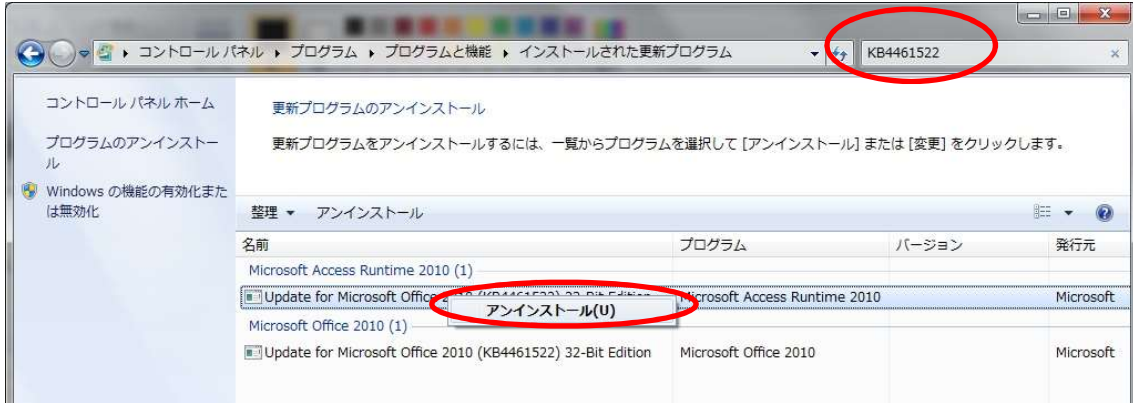 コントロール パネル ▸ プログラム ▸ プログラムと機能 ▸ インストールされた更新プログラム
KB4461522
コントロール パネル ホーム
プログラムのアンインストー
ル
Windows の機能の有効化また
は無効化
更新プログラムのアンインストール
更新プログラムをアンインストールするには、一覧からプログラムを選択して [アンインストール] または [変更] をクリックします。
整理 ▼ アンインストール
名前 プログラム バージョン 発行元
Microsoft Access Runtime 2010 (1)
Update for Microsoft Office 2010 (KB4461522) 32-Bit Edition Microsoft Access Runtime 2010 Microsoft
アンインストール(U)
Microsoft Office 2010 (1)
Update for Microsoft Office 2010 (KB4461522) 32-Bit Edition Microsoft Office 2010 Microsoft